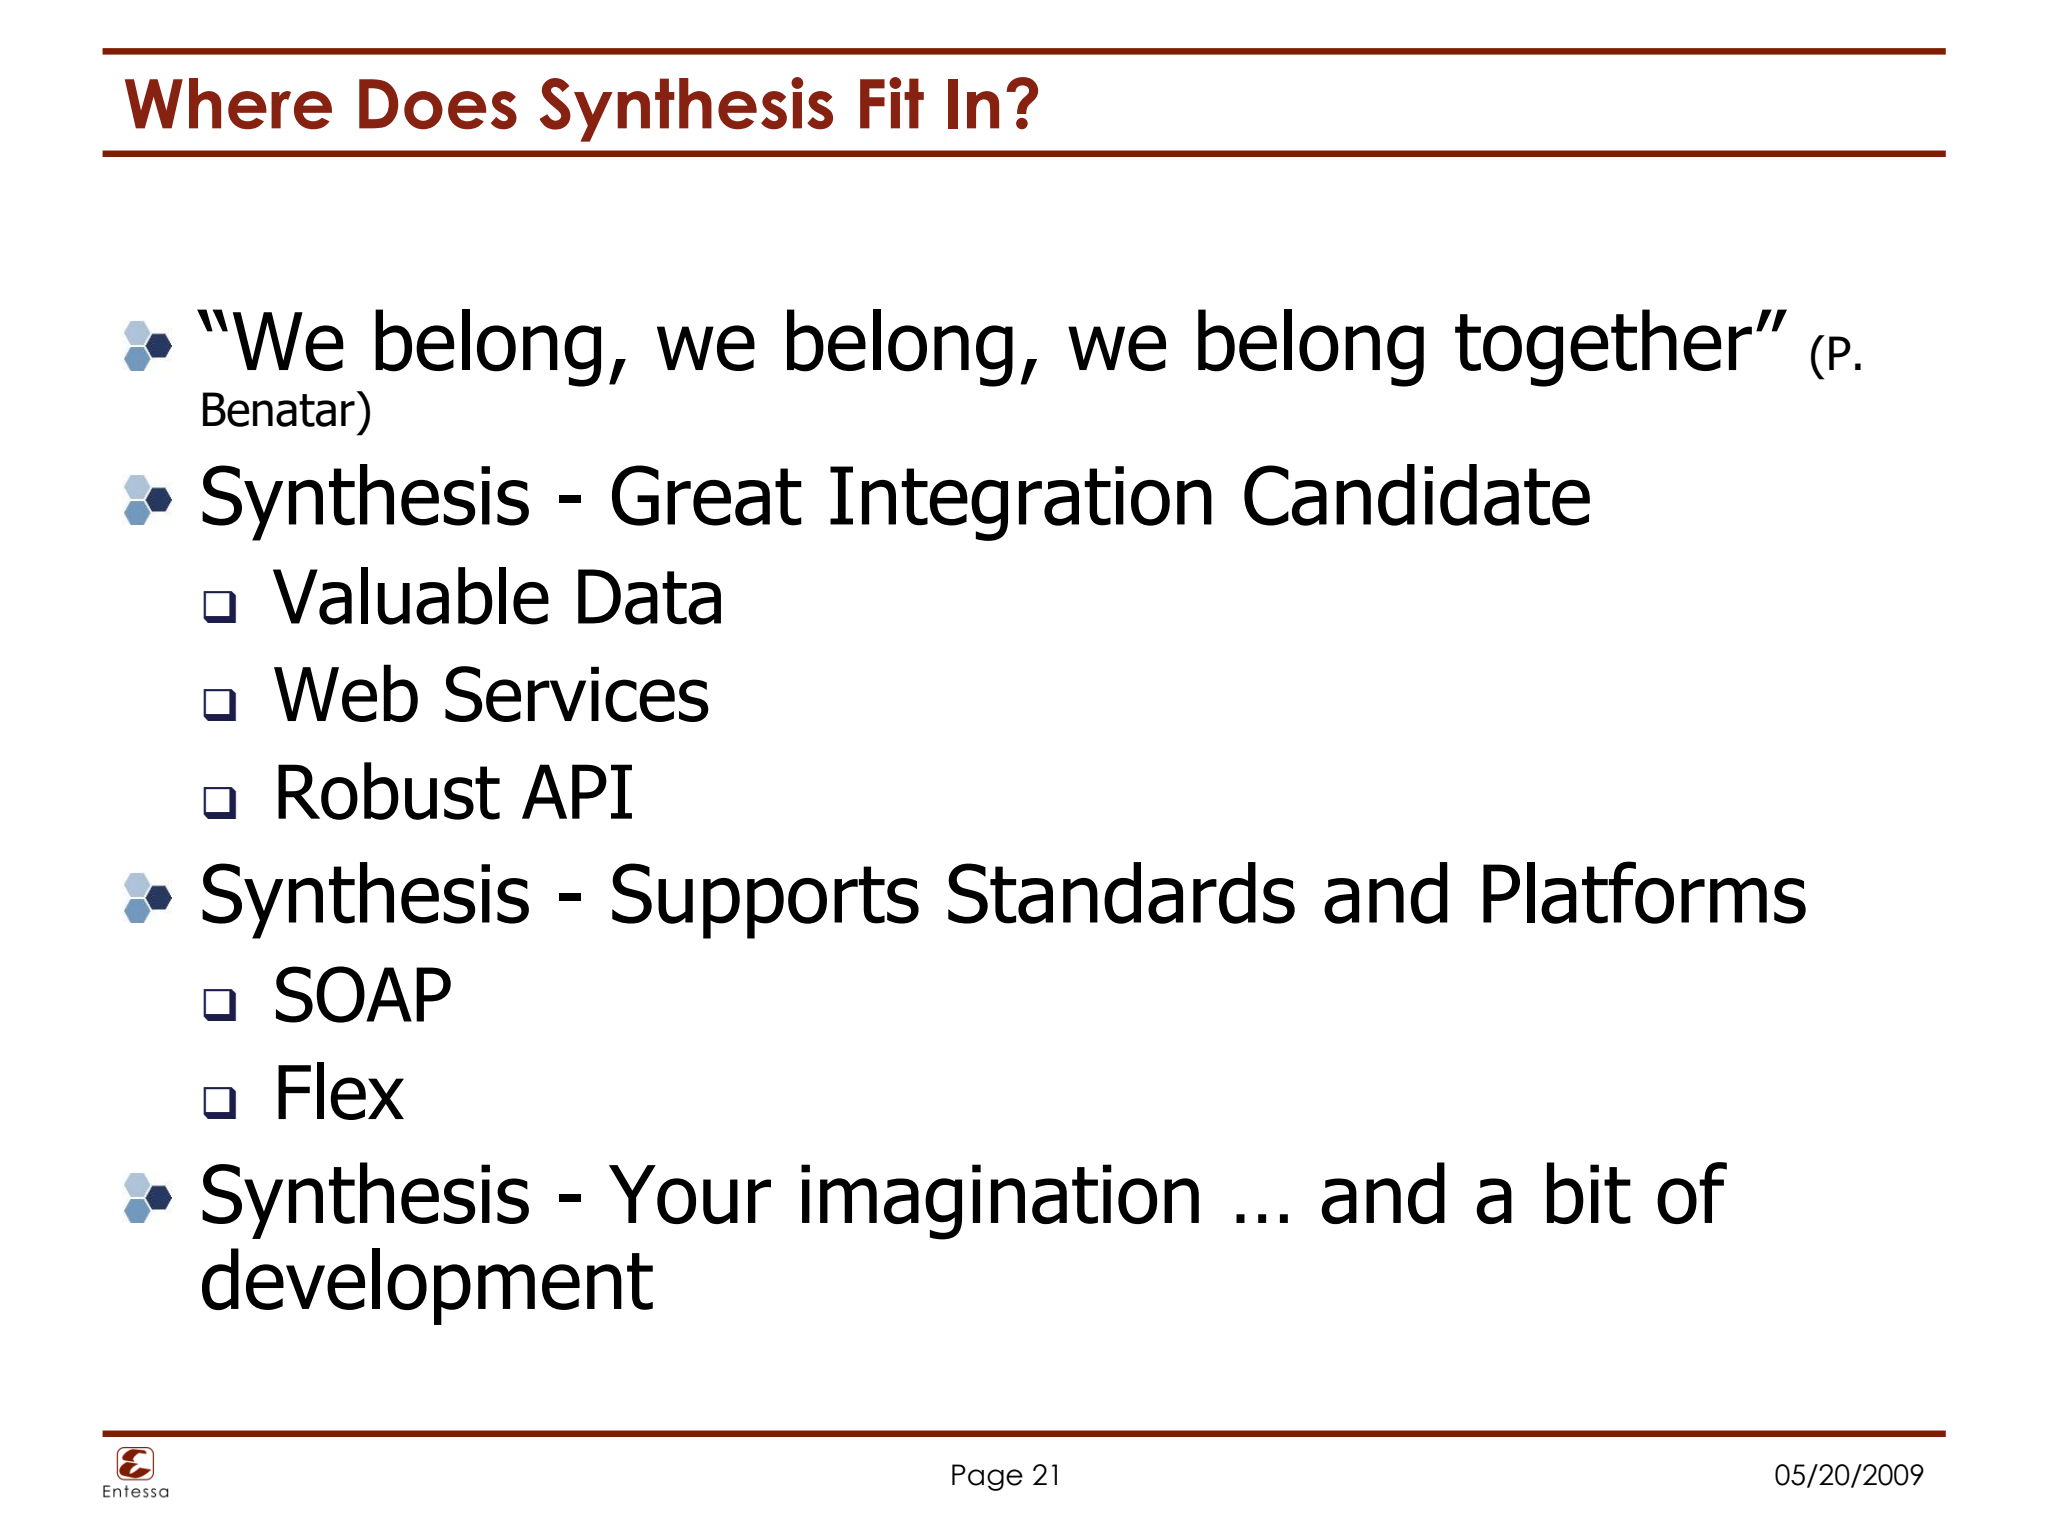 Where Does Synthesis Fit In?
“We belong, we belong, we belong together” (P.
Benatar)
Synthesis - Great Integration Candidate
Valuable Data
Web Services
Robust API
Synthesis - Supports Standards and Platforms
SOAP
Flex
Synthesis - Your imagination … and a bit of
development
Entessa
Page 21
05/20/2009